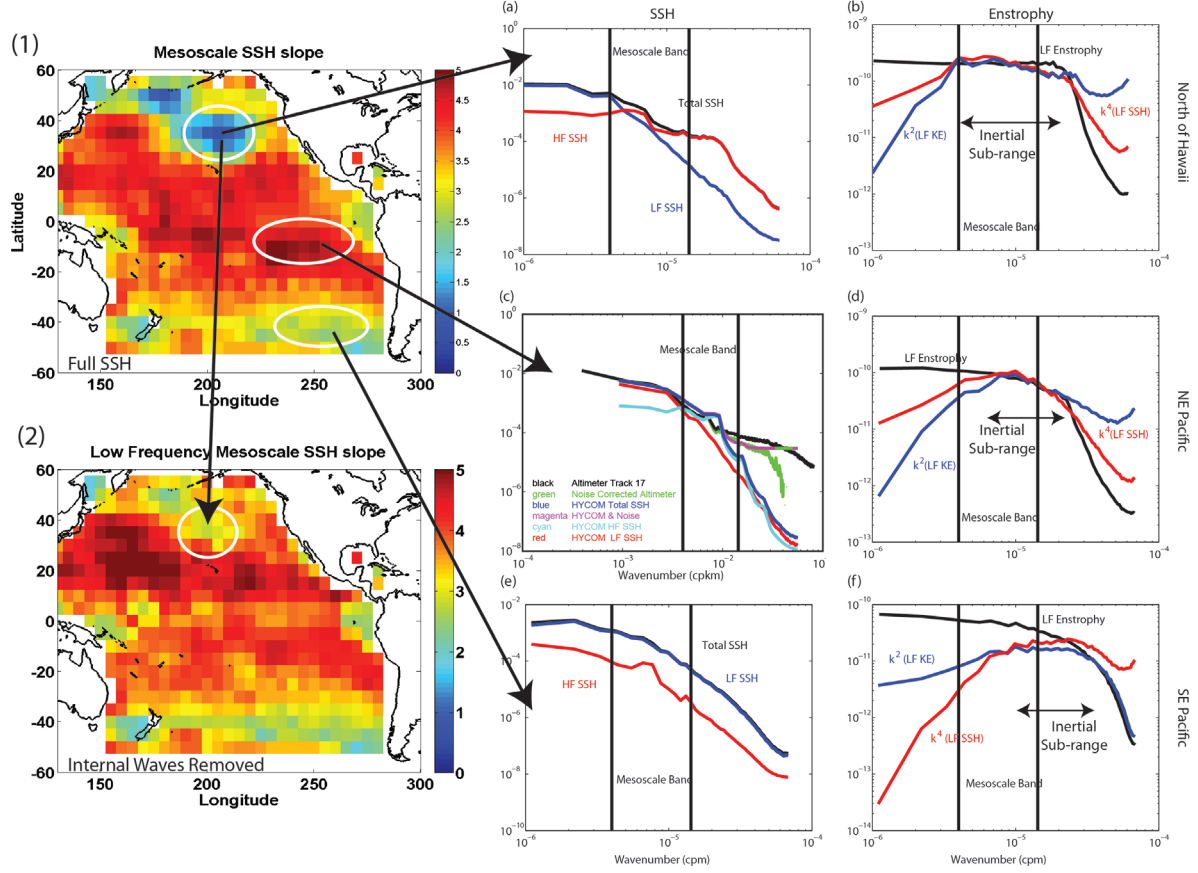 (1)
Mesoscale SSH slope
60
40
20
0
-20
-40
-60
Latitude
150
200
250
300
Longitude
Full SSH
5
4.5
4
3.5
3
2.5
2
1.5
1
0.5
0
(2)
Low Frequency Mesoscale SSH slope
60
40
20
0
-20
-40
-60
150
200
250
300
Longitude
Internal Waves Removed
5
4
3
2
1
0
(a)
SSH
10^0
10^-2
10^-4
10^-6
10^-8
Mesoscale Band
Total SSH
HF SSH
LF SSH
10^-6
10^-5
10^-4
(b)
Enstrophy
10^-9
10^-10
10^-11
10^-12
10^-13
LF Enstrophy
k^4(LF SSH)
k^2(LF KE)
Inertial
Sub-range
Mesoscale Band
10^-6
10^-5
10^-4
North of Hawaii
(c)
10^0
10^-2
10^-4
10^-6
10^-8
Mesoscale Band
black Altimeter Track 17
green Noise Corrected Altimeter
blue HYCOM Total SSH
magenta HYCOM & Noise
cyan HYCOM HF SSH
red HYCOM LF SSH
10^-4
10^-3
10^-2
10^-1
Wavenumber (cpkm)
(d)
10^-9
10^-10
10^-11
10^-12
10^-13
LF Enstrophy
Inertial
Sub-range
k^4(LF SSH)
k^2(LF KE)
Mesoscale Band
10^-6
10^-5
10^-4
NE Pacific
(e)
10^-2
10^-4
10^-6
10^-8
10^-10
Total SSH
HF SSH
LF SSH
Mesoscale Band
10^-6
10^-5
10^-4
Wavenumber (cpm)
(f)
10^-10
10^-11
10^-12
10^-13
10^-14
LF Enstrophy
k^2 (LF KE)
k^4 (LF SSH)
Inertial
Sub-range
Mesoscale Band
10^-6
10^-5
10^-4
Wavenumber (cpm)
SE Pacific